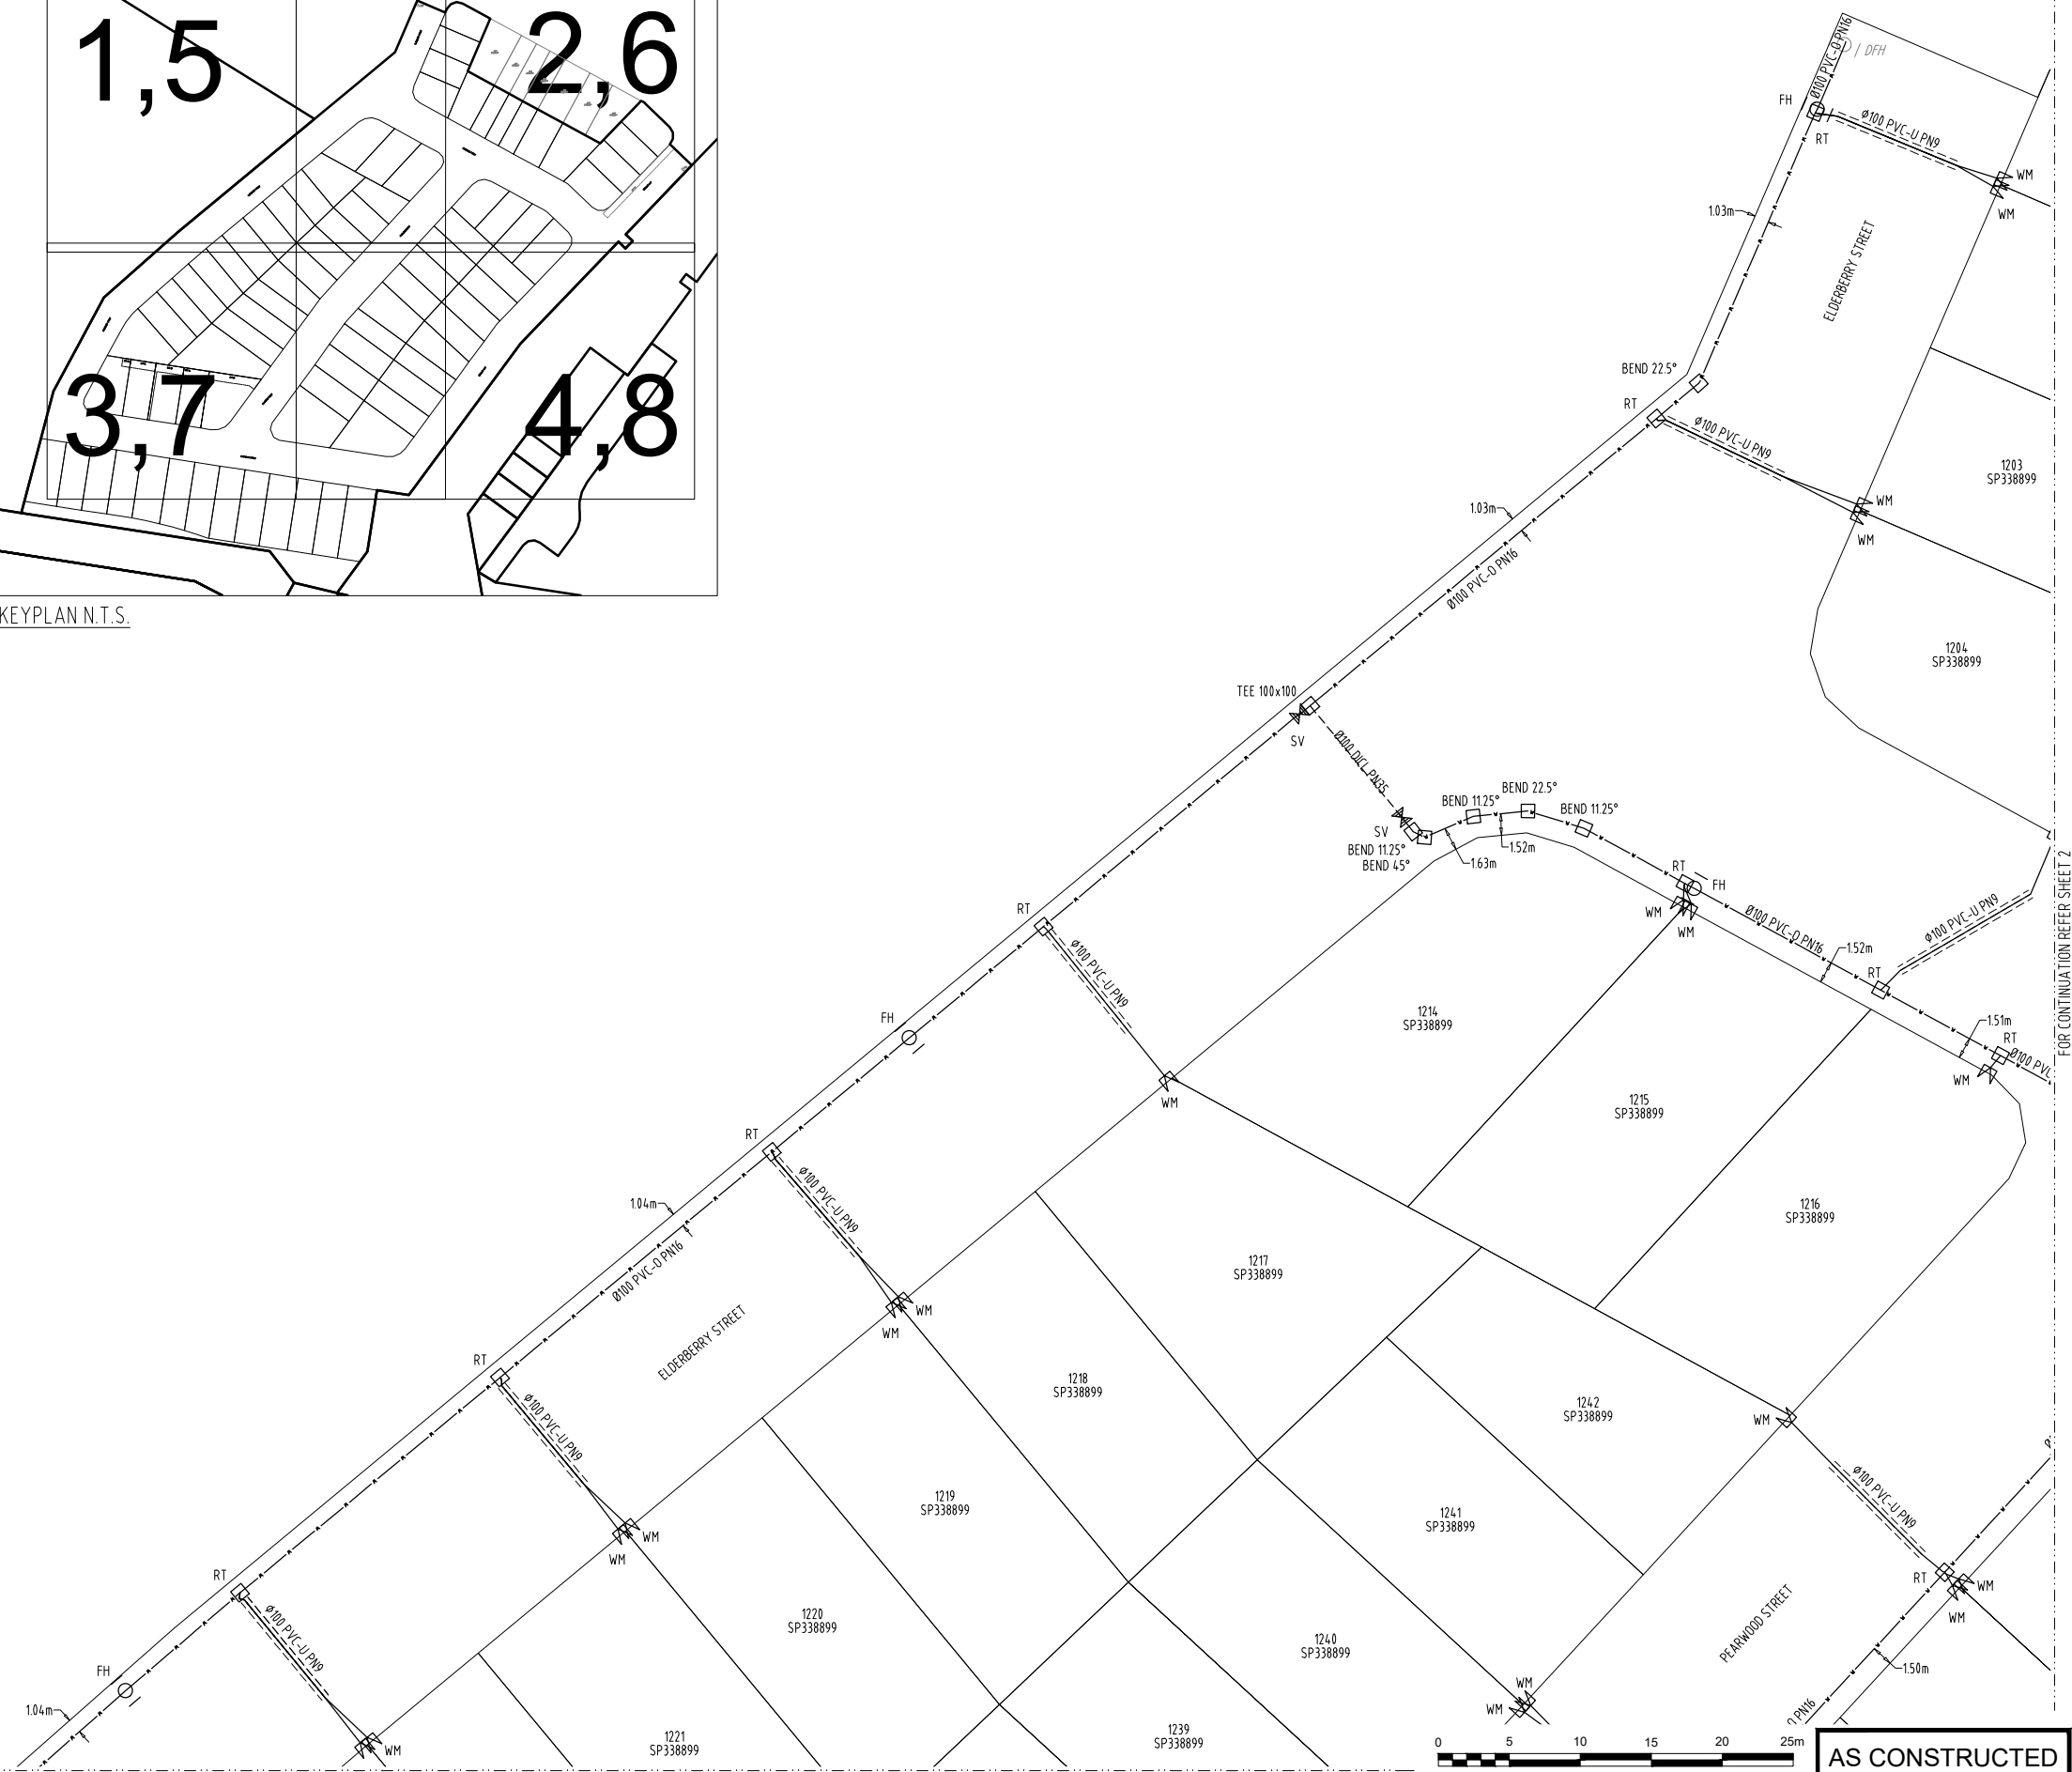 1,5
2,6
3,7
4,8
KEYPLAN N.T.S.
Ø100 PVC-O PN16
/ DFH
FH
RT
Ø100 PVC-U PN9
WM
WM
1.03m
ELDERBERRY STREET
BEND 22.5°
RT
Ø100 PVC-U PN9
WM
WM
1203
SP338899
1.03m
Ø100 PVC-O PN16
1204
SP338899
TEE 100x100
SV
Ø100 DICL PN35
BEND 11.25°
BEND 22.5°
BEND 11.25°
SV
BEND 11.25°
BEND 45°
1.63m
1.52m
RT
FH
WM
WM
Ø100 PVC-O PN16
1.52m
RT
Ø100 PVC-U PN9
FOR CONTINUATION REFER SHEET 2
1.51m
RT
Ø100 PVC
WM
RT
Ø100 PVC-U PN9
FH
WM
1214
SP338899
1215
SP338899
1216
SP338899
RT
Ø100 PVC-U PN9
1.04m
Ø100 PVC-O PN16
WM
WM
1217
SP338899
ELDERBERRY STREET
RT
Ø100 PVC-U PN9
1218
SP338899
1242
SP338899
WM
Ø100 PVC-U PN9
WM
WM
1219
SP338899
1241
SP338899
RT
WM
WM
RT
Ø100 PVC-U PN9
1220
SP338899
1240
SP338899
PEARWOOD STREET
1.50m
O PN16
FH
1.04m
WM
1221
SP338899
1239
SP338899
WM
WM
0 5 10 15 20 25m
AS CONSTRUCTED